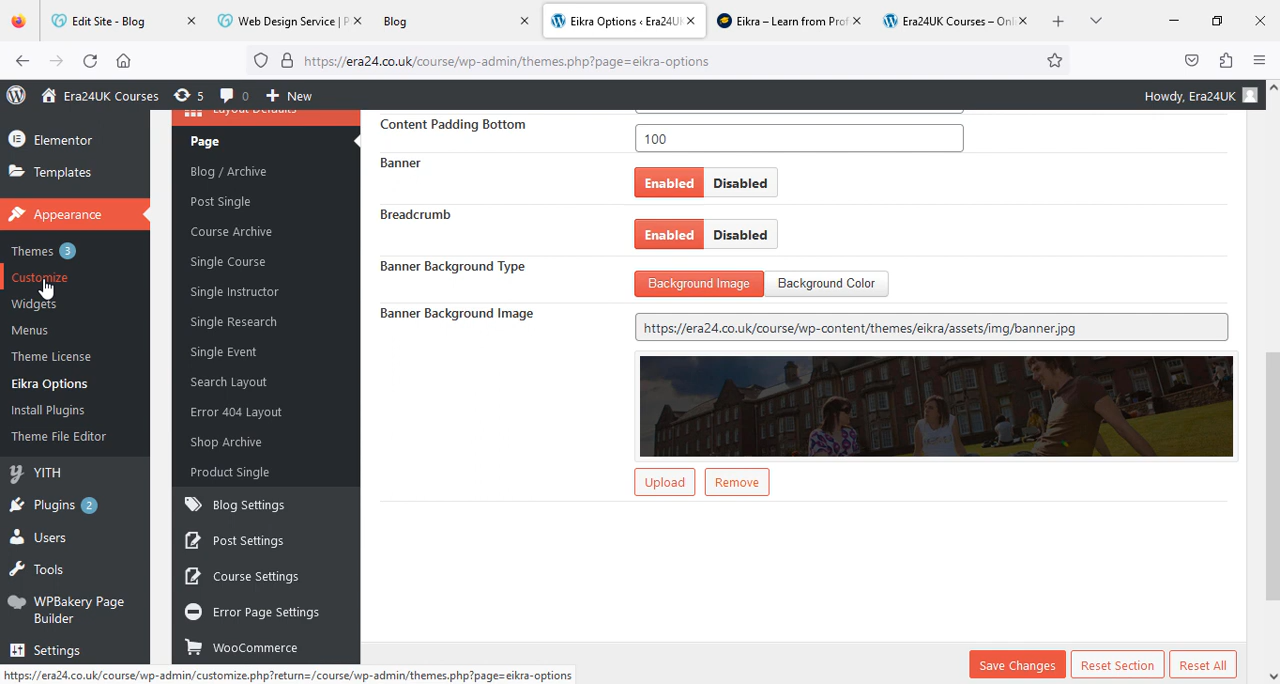 Edit Site - Blog
Web Design Service | P
Blog
Eikra Options ‹ Era24UK
Eikra – Learn from Prof
Era24UK Courses – Onl
https://era24.co.uk/course/wp-admin/themes.php?page=eikra-options
Era24UK Courses
5
0
New
Howdy, Era24UK
Elementor
Templates
Appearance
Themes 3
Customize
Widgets
Menus
Theme License
Eikra Options
Install Plugins
Theme File Editor
YITH
Plugins 2
Users
Tools
WPBakery Page
Builder
Settings
Layout Defaults
Page
Blog / Archive
Post Single
Course Archive
Single Course
Single Instructor
Single Research
Single Event
Search Layout
Error 404 Layout
Shop Archive
Product Single
Blog Settings
Post Settings
Course Settings
Error Page Settings
WooCommerce
Content Padding Bottom
100
Banner
Enabled Disabled
Breadcrumb
Enabled Disabled
Banner Background Type
Background Image Background Color
Banner Background Image
https://era24.co.uk/course/wp-content/themes/eikra/assets/img/banner.jpg
Upload Remove
Save Changes Reset Section Reset All
https://era24.co.uk/course/wp-admin/customize.php?return=/course/wp-admin/themes.php?page=eikra-options